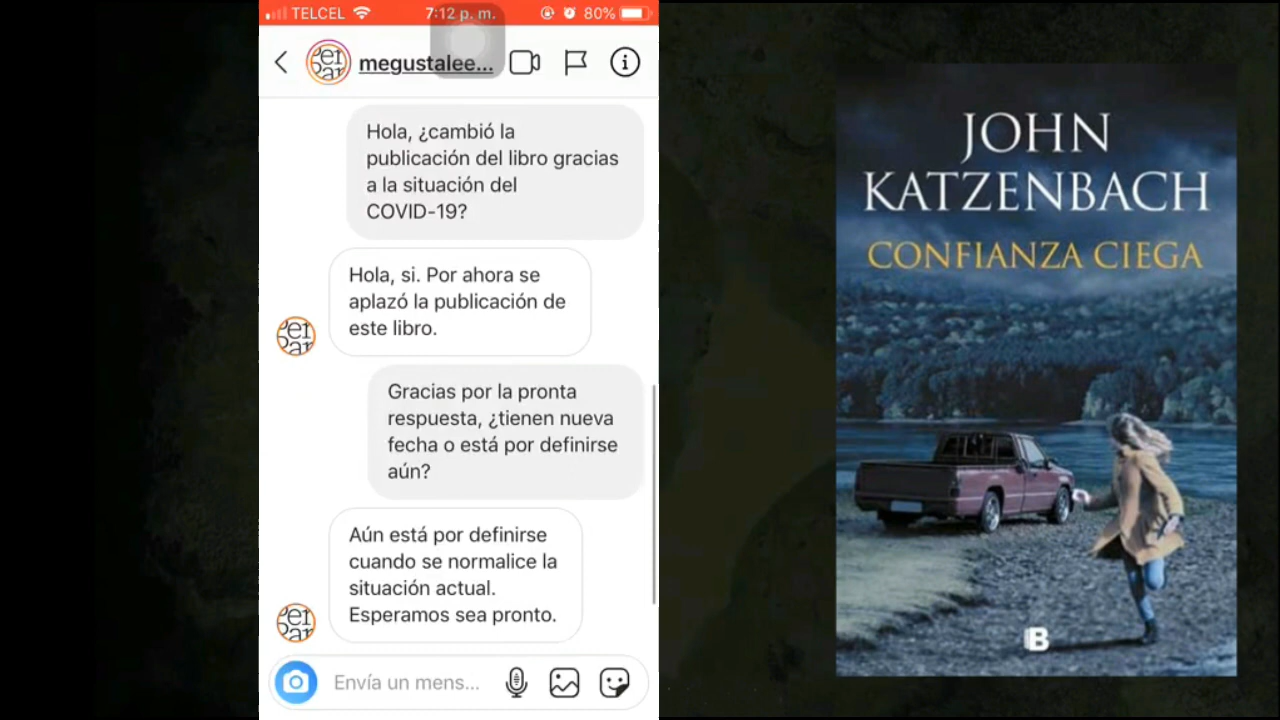 TELCEL 7:12 p. m. 80%
megustalee...
Hola, ¿cambió la
publicación del libro gracias
a la situación del
COVID-19?
Hola, si. Por ahora se
aplazó la publicación de
este libro.
Gracias por la pronta
respuesta, ¿tienen nueva
fecha o está por definirse
aún?
Aún está por definirse
cuando se normalice la
situación actual.
Esperamos sea pronto.
Envía un mens...
JOHN
KATZENBACH
CONFIANZA CIEGA
B